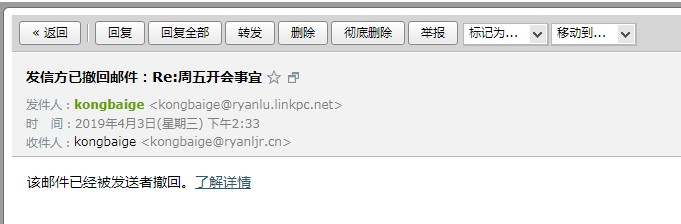 « 返回 回复 回复全部 转发 删除 彻底删除 举报 标记为... 移动到...
发信方已撤回邮件：Re:周五开会事宜
发件人：kongbaige <kongbaige@ryanlu.linkpc.net>
时　间：2019年4月3日(星期三) 下午2:33
收件人：kongbaige <kongbaige@ryanljr.cn>
该邮件已经被发送者撤回。了解详情